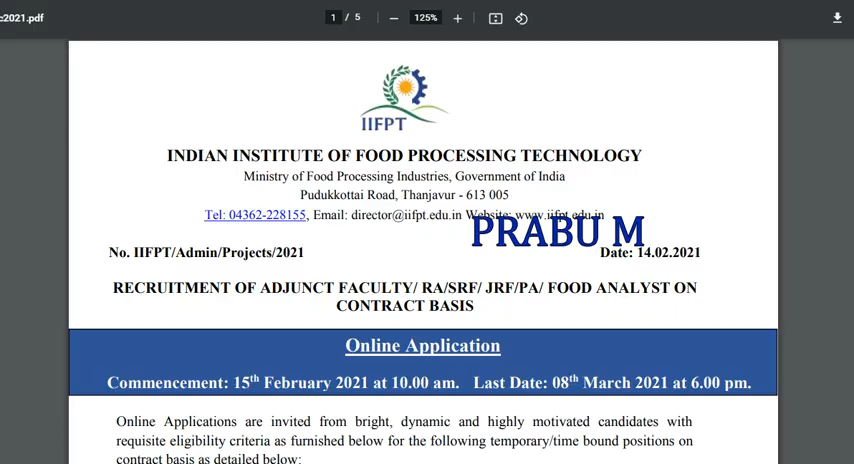 c2021.pdf
1 / 5
125%
IIFPT
INDIAN INSTITUTE OF FOOD PROCESSING TECHNOLOGY
Ministry of Food Processing Industries, Government of India
Pudukkottai Road, Thanjavur - 613 005
Tel: 04362-228155, Email: director@iifpt.edu.in Website: www.iifpt.edu.in
PRABU M
No. IIFPT/Admin/Projects/2021 Date: 14.02.2021
RECRUITMENT OF ADJUNCT FACULTY/ RA/SRF/ JRF/PA/ FOOD ANALYST ON
CONTRACT BASIS
Online Application
Commencement: 15th February 2021 at 10.00 am. Last Date: 08th March 2021 at 6.00 pm.
Online Applications are invited from bright, dynamic and highly motivated candidates with
requisite eligibility criteria as furnished below for the following temporary/time bound positions on
contract basis as detailed below: